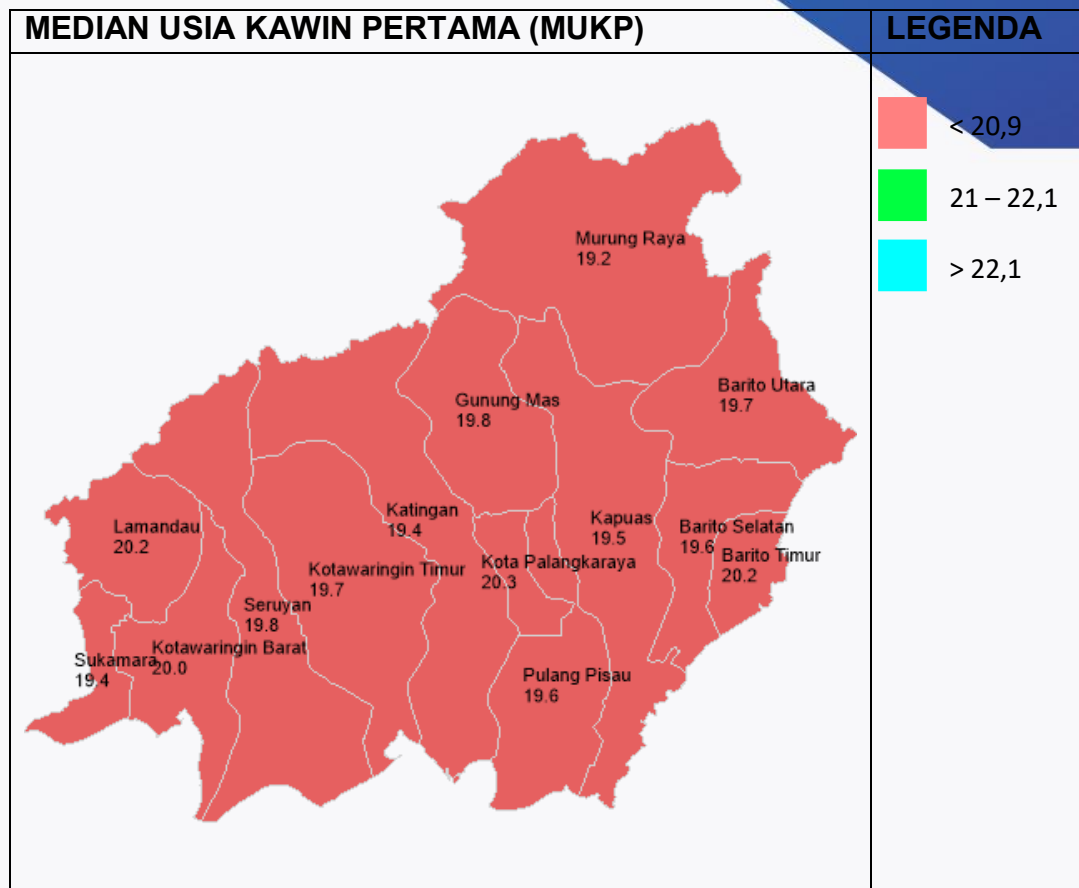 MEDIAN USIA KAWIN PERTAMA (MUKP)
LEGENDA
< 20,9
21 – 22,1
> 22,1
Murung Raya
19.2
Barito Utara
19.7
Gunung Mas
19.8
Katingan
19.4
Kapuas
19.5
Barito Selatan
19.6
Barito Timur
20.2
Lamandau
20.2
Kota Palangkaraya
20.3
Kotawaringin Timur
19.7
Seruyan
19.8
Kotawaringin Barat
20.0
Sukamara
19.4
Pulang Pisau
19.6